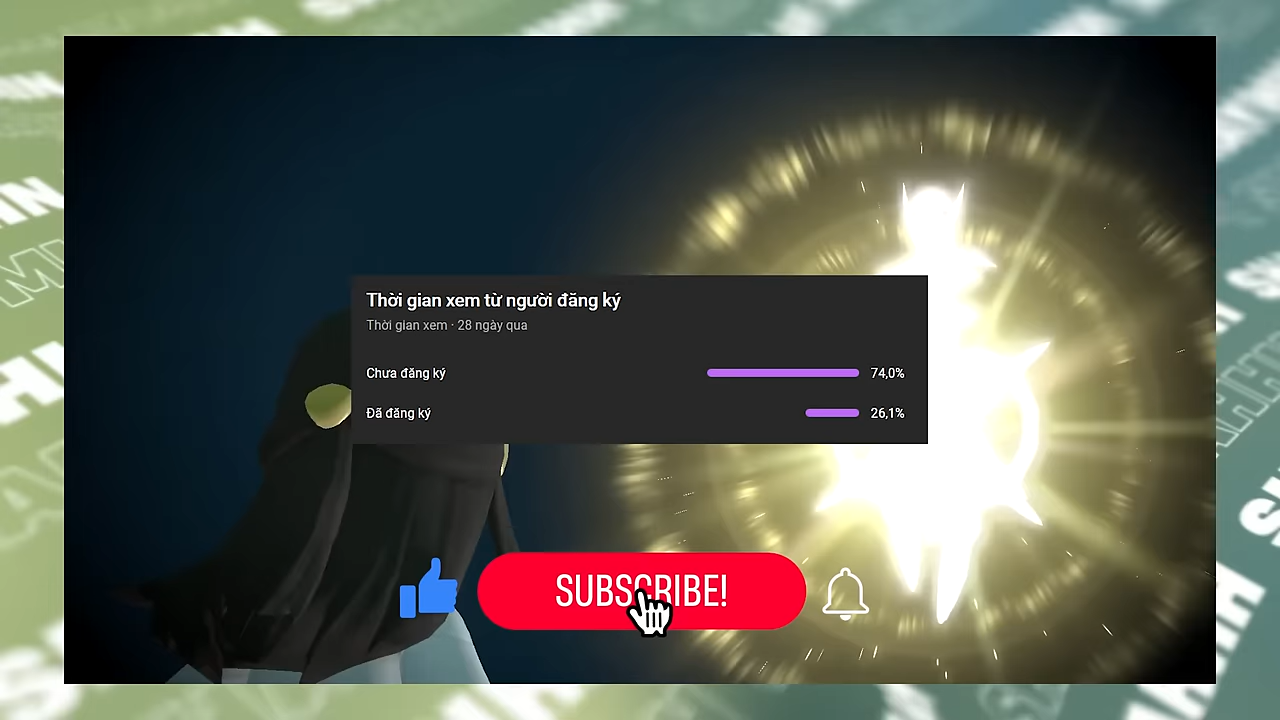 Thời gian xem từ người đăng ký
Thời gian xem · 28 ngày qua
Chưa đăng ký 74,0%
Đã đăng ký 26,1%
SUBSCRIBE!